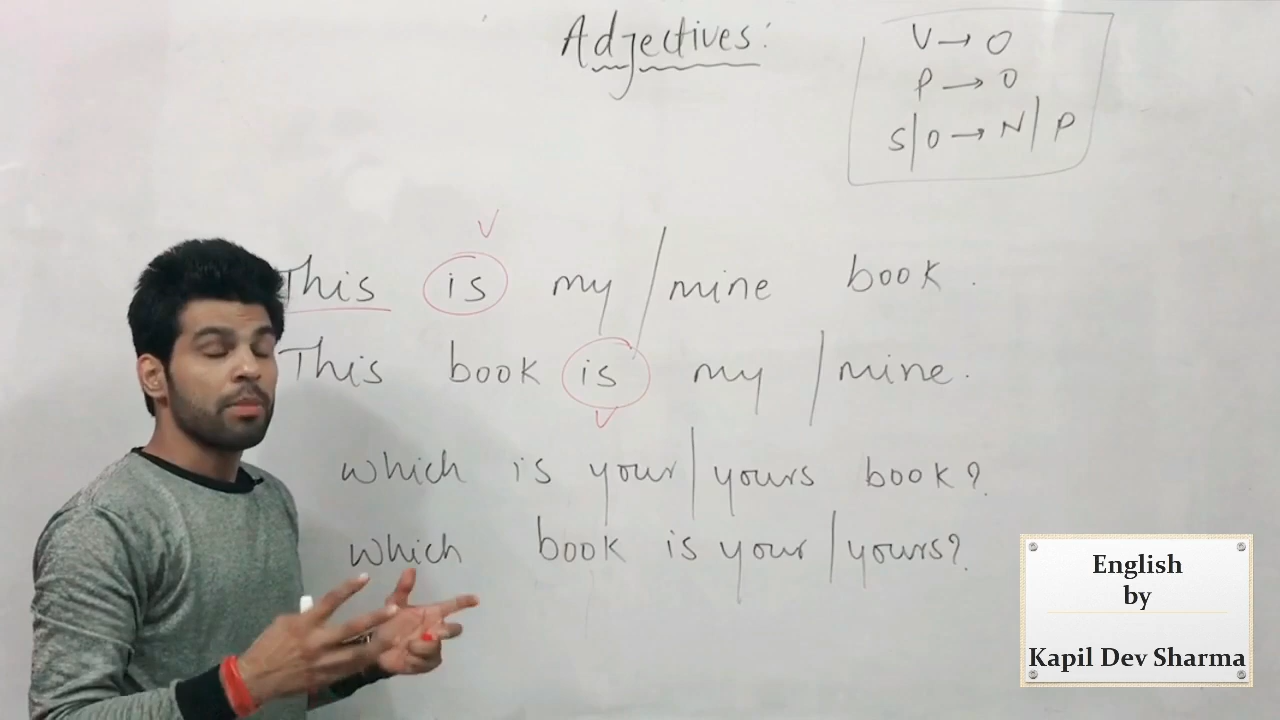 Adjectives:
V → O
P → O
S|O → N|P
This is my / mine book.
This book is my / mine.
which is your / yours book?
which book is your / yours?
English
by
Kapil Dev Sharma